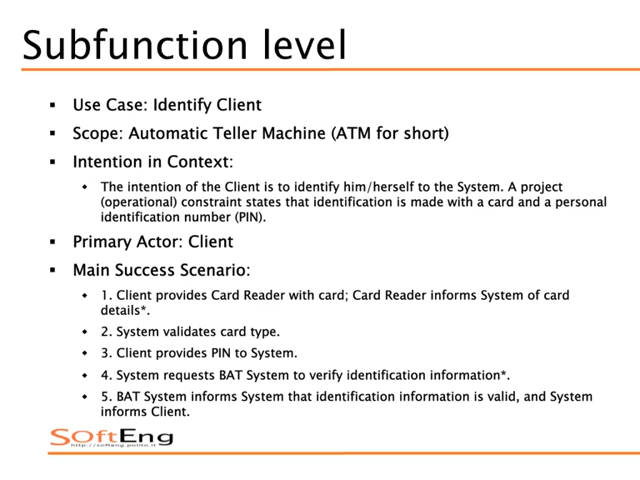 Subfunction level
▪ Use Case: Identify Client
▪ Scope: Automatic Teller Machine (ATM for short)
▪ Intention in Context:
◆ The intention of the Client is to identify him/herself to the System. A project
(operational) constraint states that identification is made with a card and a personal
identification number (PIN).
▪ Primary Actor: Client
▪ Main Success Scenario:
◆ 1. Client provides Card Reader with card; Card Reader informs System of card
details*.
◆ 2. System validates card type.
◆ 3. Client provides PIN to System.
◆ 4. System requests BAT System to verify identification information*.
◆ 5. BAT System informs System that identification information is valid, and System
informs Client.
SOftEng
http://softeng.polito.it